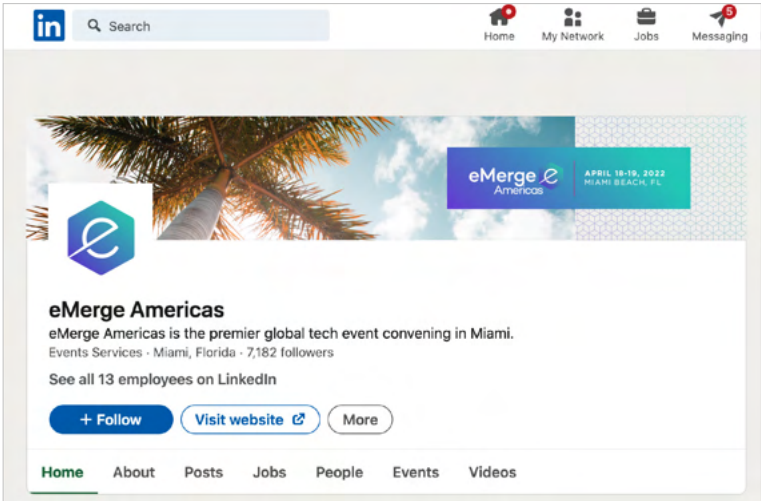 in Search
Home My Network Jobs 5 Messaging
eMerge e Americas
APRIL 18-19, 2022
MIAMI BEACH, FL
e
eMerge Americas
eMerge Americas is the premier global tech event convening in Miami.
Events Services · Miami, Florida · 7,182 followers
See all 13 employees on LinkedIn
+ Follow Visit website More
Home About Posts Jobs People Events Videos